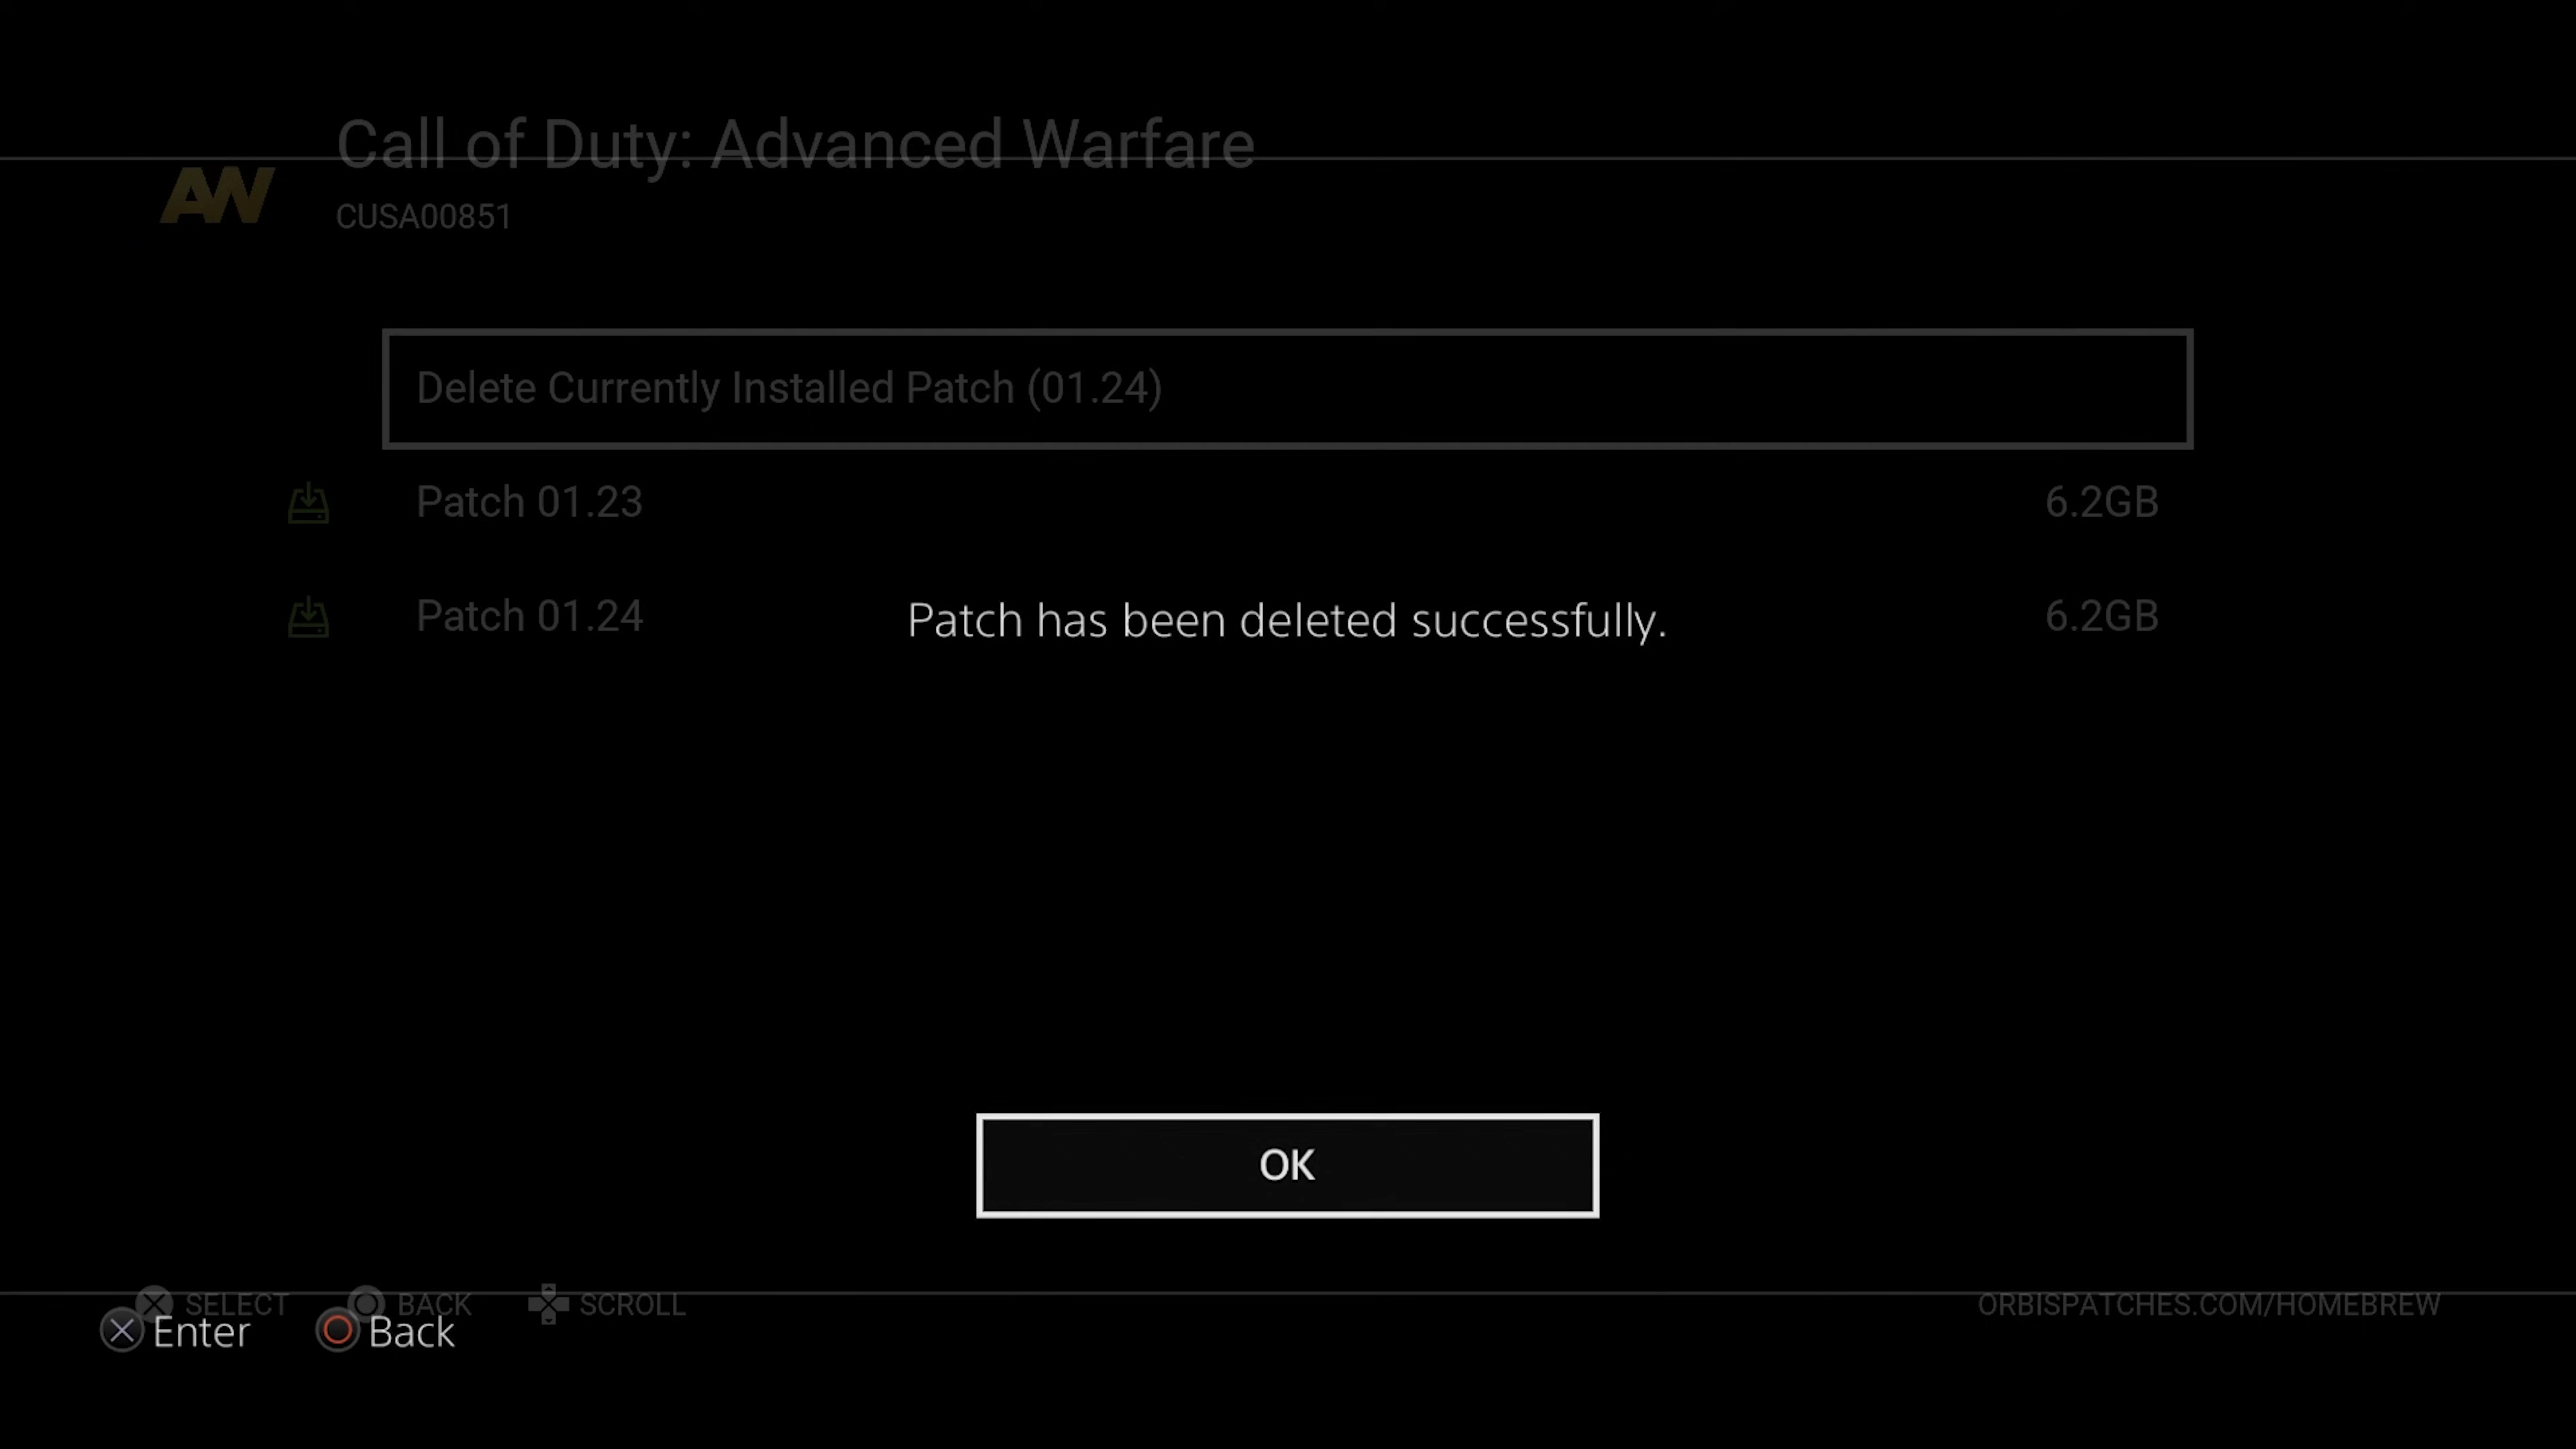 Call of Duty: Advanced Warfare
AW
CUSA00851
Delete Currently Installed Patch (01.24)
Patch 01.23
6.2GB
Patch 01.24
6.2GB
Patch has been deleted successfully.
OK
SELECT
BACK
SCROLL
ORBISPATCHES.COM/HOMEBREW
Enter
Back